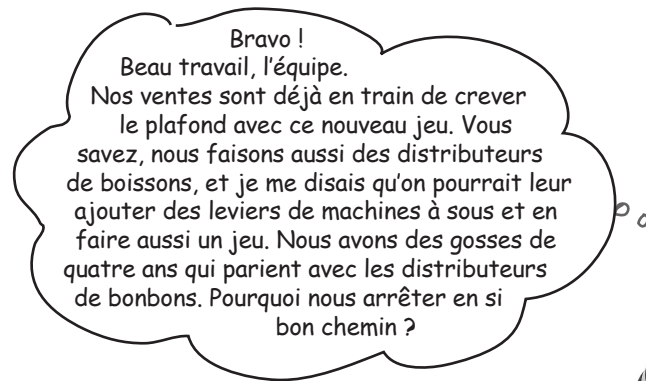 Bravo !
Beau travail, l'équipe.
Nos ventes sont déjà en train de crever
le plafond avec ce nouveau jeu. Vous
savez, nous faisons aussi des distributeurs
de boissons, et je me disais qu'on pourrait leur
ajouter des leviers de machines à sous et en
faire aussi un jeu. Nous avons des gosses de
quatre ans qui parient avec les distributeurs
de bonbons. Pourquoi nous arrêter en si
bon chemin ?